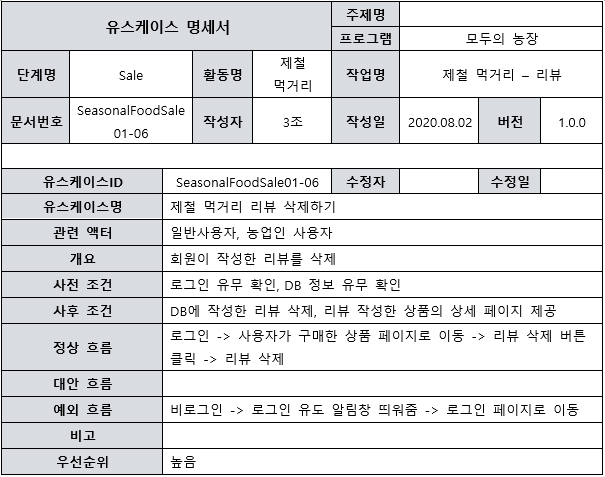 유스케이스 명세서
주제명
프로그램
모두의 농장
단계명
Sale
활동명
제철
먹거리
작업명
제철 먹거리 – 리뷰
문서번호
SeasonalFoodSale
01-06
작성자
3조
작성일
2020.08.02
버전
1.0.0
유스케이스ID
SeasonalFoodSale01-06
수정자
수정일
유스케이스명
제철 먹거리 리뷰 삭제하기
관련 액터
일반사용자, 농업인 사용자
개요
회원이 작성한 리뷰를 삭제
사전 조건
로그인 유무 확인, DB 정보 유무 확인
사후 조건
DB에 작성한 리뷰 삭제, 리뷰 작성한 상품의 상세 페이지 제공
정상 흐름
로그인 -> 사용자가 구매한 상품 페이지로 이동 -> 리뷰 삭제 버튼
클릭 -> 리뷰 삭제
대안 흐름
예외 흐름
비로그인 -> 로그인 유도 알림창 띄워줌 -> 로그인 페이지로 이동
비고
우선순위
높음